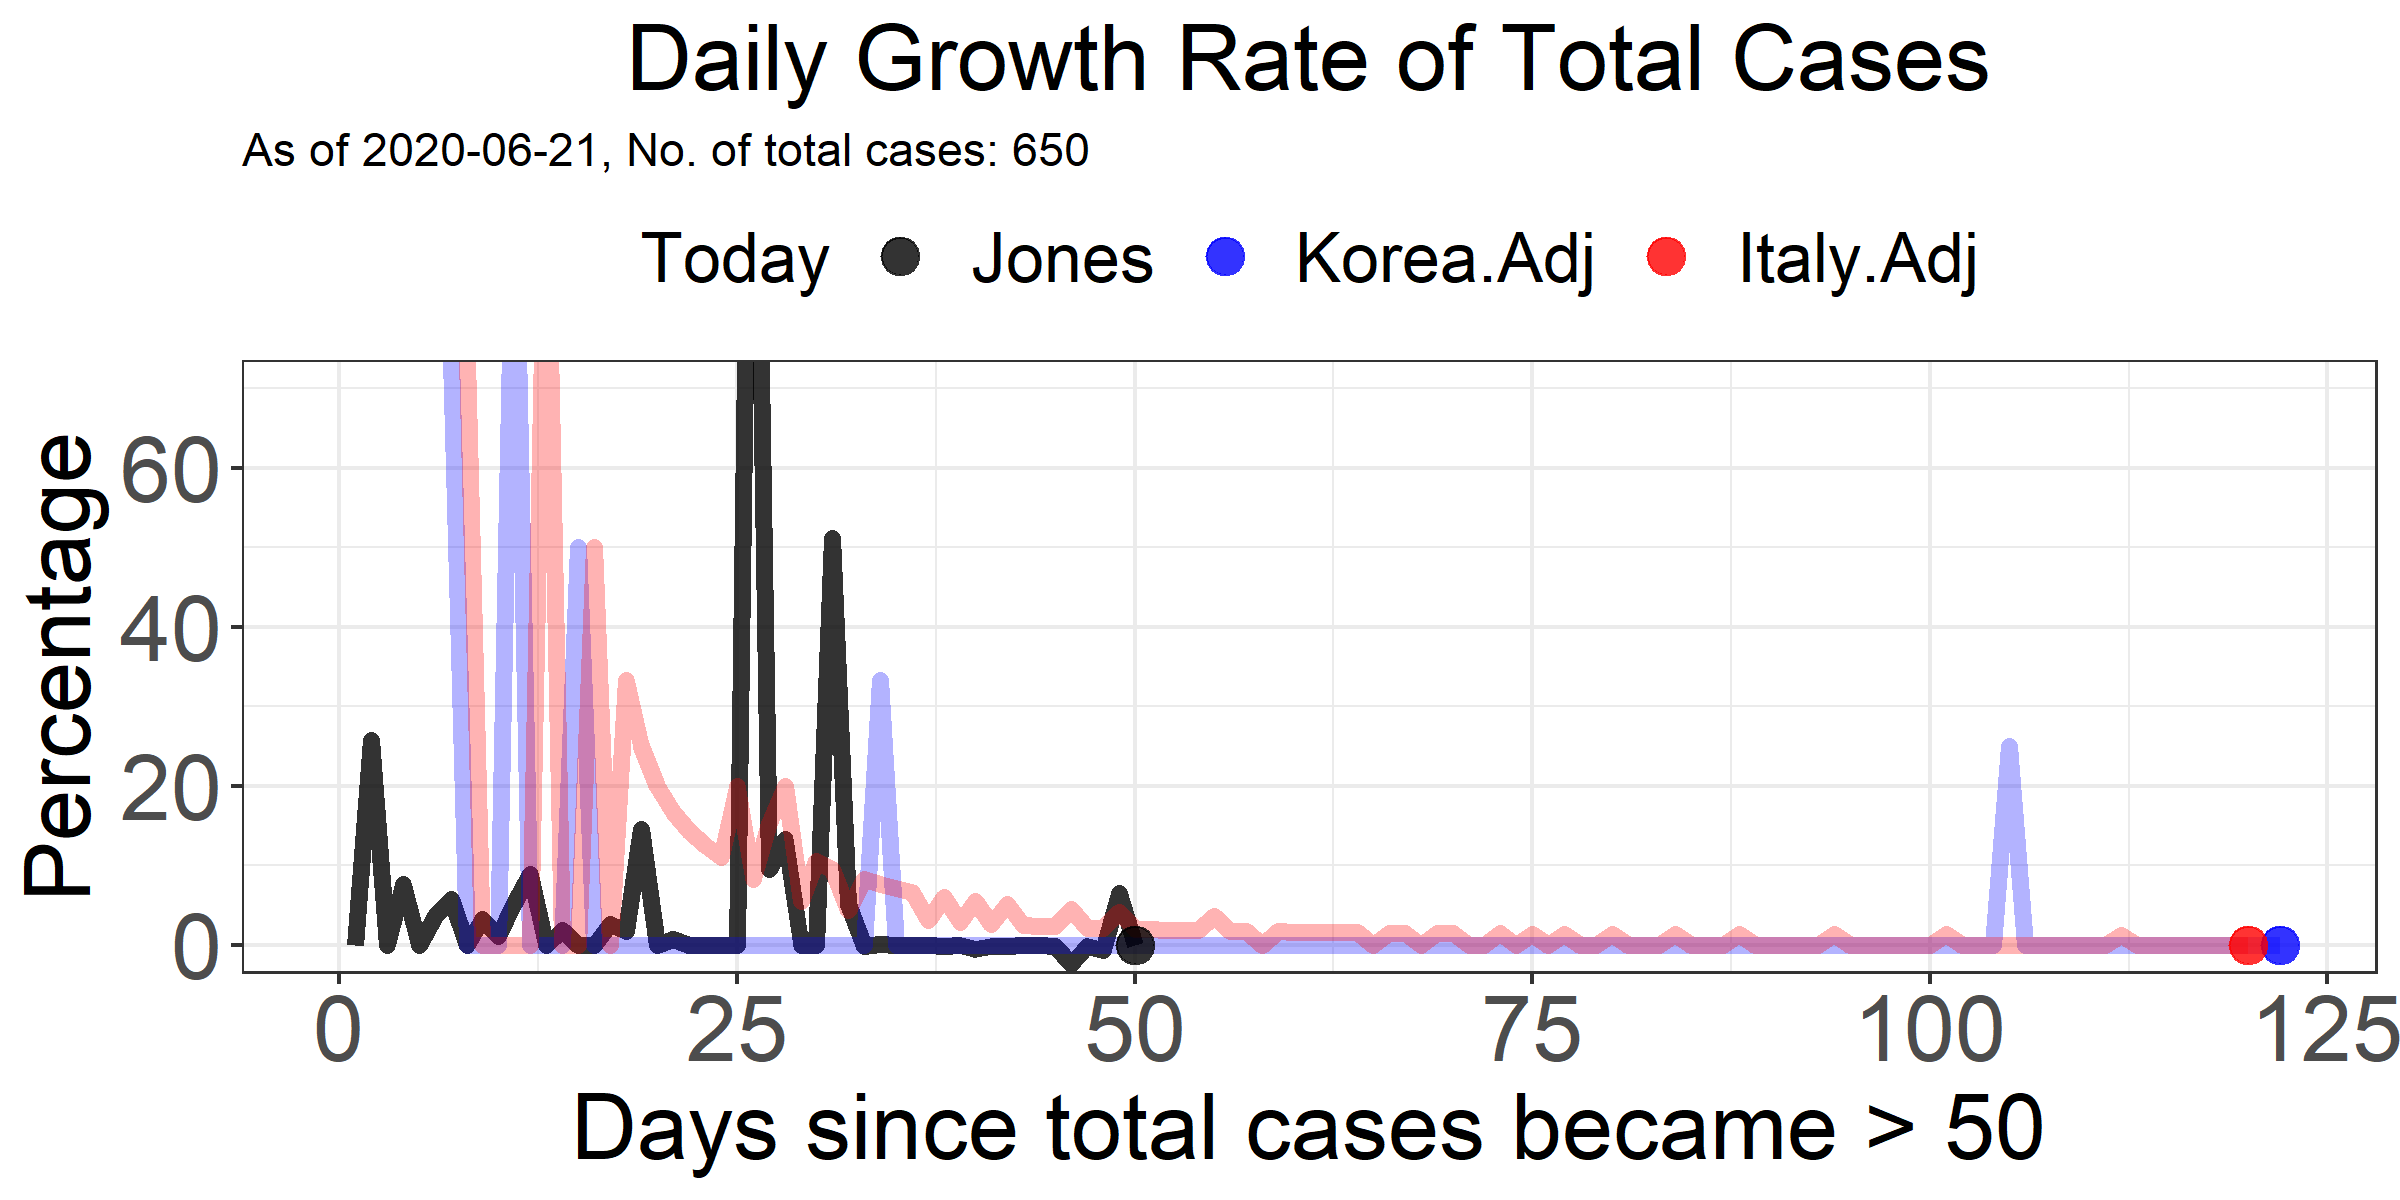 Daily Growth Rate of Total Cases
As of 2020-06-21, No. of total cases: 650
Today Jones Korea.Adj Italy.Adj
Percentage
60
40
20
0
0 25 50 75 100 125
Days since total cases became > 50